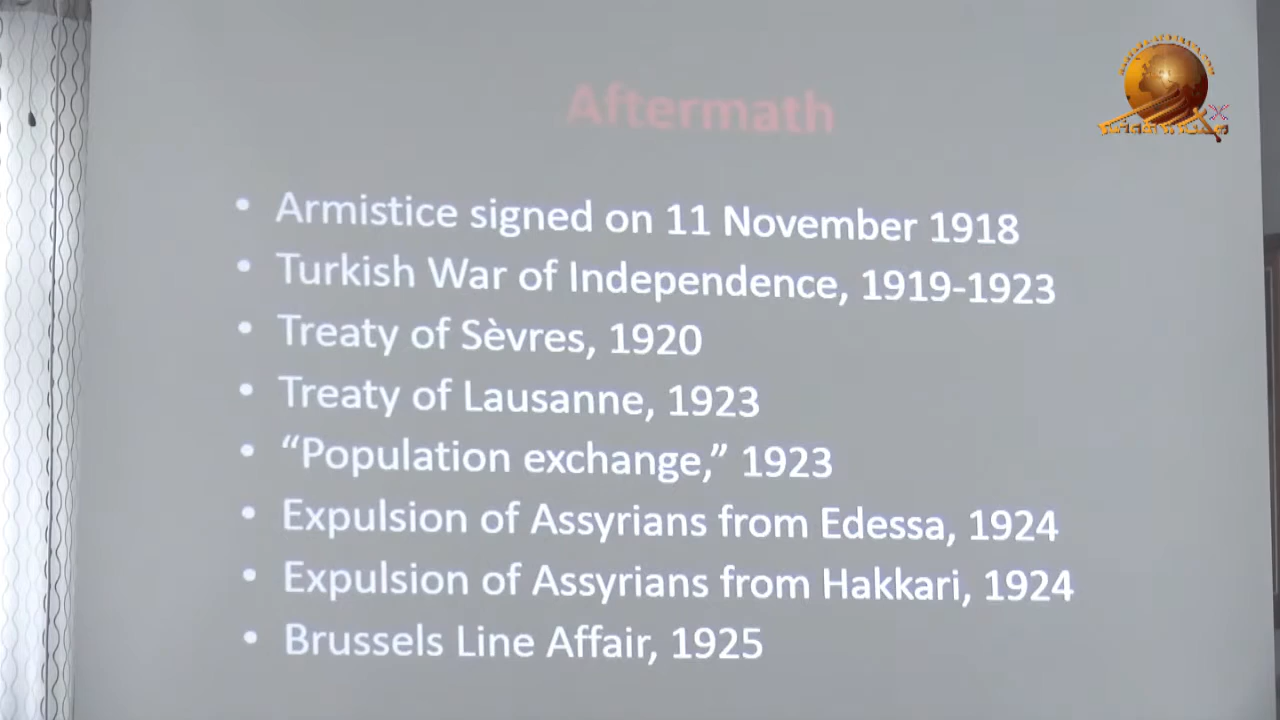 Aftermath
• Armistice signed on 11 November 1918
• Turkish War of Independence, 1919-1923
• Treaty of Sèvres, 1920
• Treaty of Lausanne, 1923
• “Population exchange,” 1923
• Expulsion of Assyrians from Edessa, 1924
• Expulsion of Assyrians from Hakkari, 1924
• Brussels Line Affair, 1925